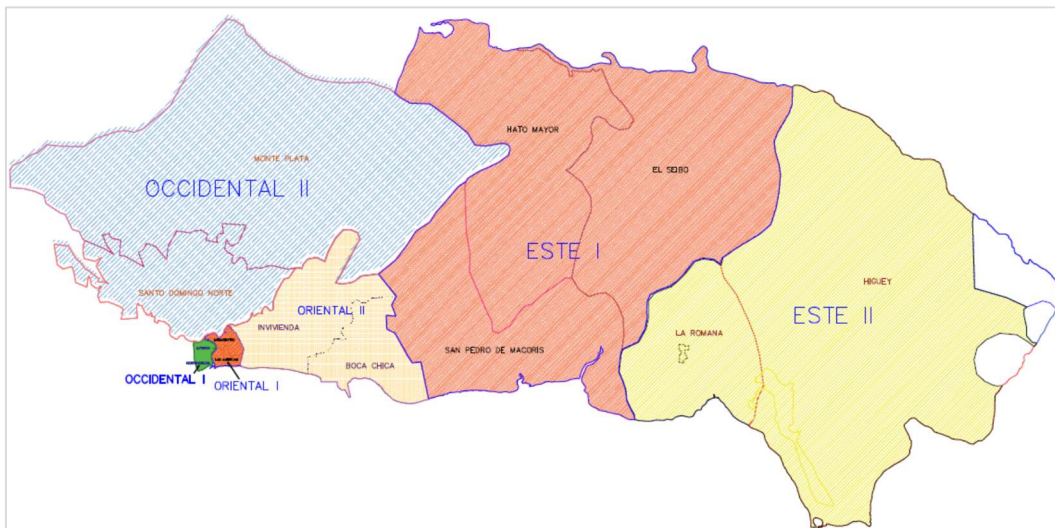 HATO MAYOR
MONTE PLATA
EL SEIBO
OCCIDENTAL II
ESTE I
SANTO DOMINGO NORTE
HIGUEY
ORIENTAL II
ESTE II
INVIVIENDA
LA ROMANA
SAN PEDRO DE MACORIS
BOCA CHICA
OCCIDENTAL I
ORIENTAL I